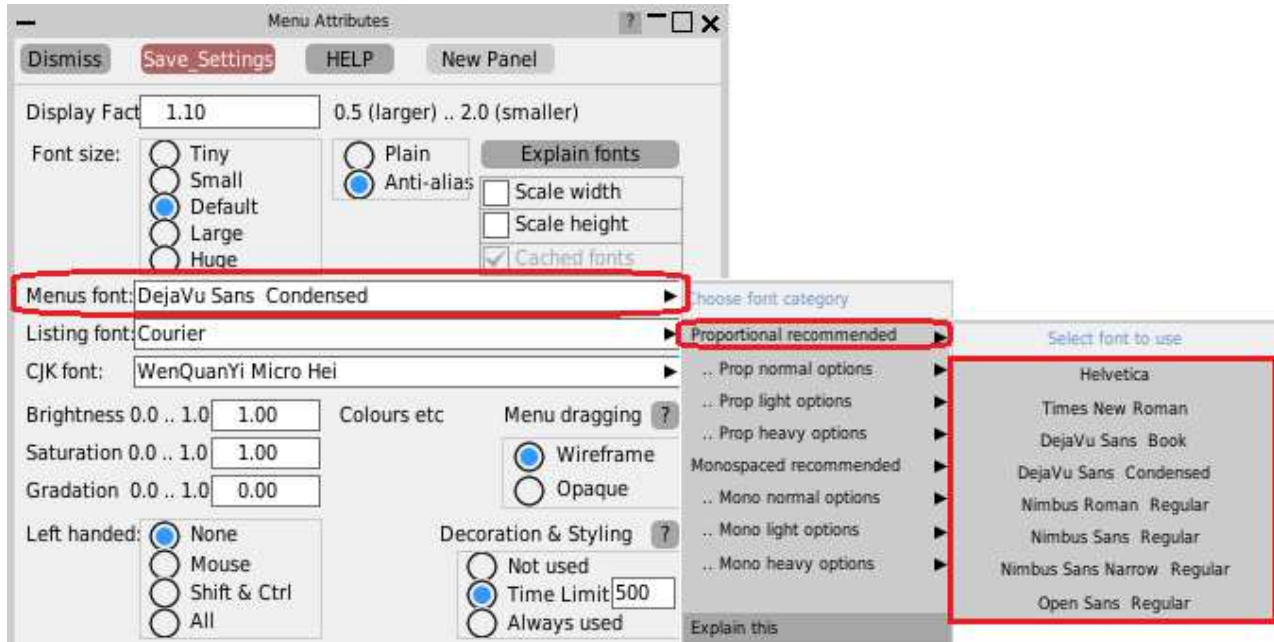 Menu Attributes ?
Dismiss Save_Settings HELP New Panel
Display Fact 1.10 0.5 (larger) .. 2.0 (smaller)
Font size: Tiny Plain Explain fonts
Small Anti-alias Scale width
Default
Large Scale height
Huge Cached fonts
Menus font: DejaVu Sans Condensed
Listing font: Courier
CJK font: WenQuanYi Micro Hei
Brightness 0.0 .. 1.0 1.00 Colours etc Menu dragging ?
Saturation 0.0 .. 1.0 1.00 Wireframe
Gradation 0.0 .. 1.0 0.00 Opaque
Left handed: None Decoration & Styling ?
Mouse Not used
Shift & Ctrl Time Limit 500
All Always used
Choose font category
Proportional recommended
.. Prop normal options
.. Prop light options
.. Prop heavy options
Monospaced recommended
.. Mono normal options
.. Mono light options
.. Mono heavy options
Explain this
Select font to use
Helvetica
Times New Roman
DejaVu Sans Book
DejaVu Sans Condensed
Nimbus Roman Regular
Nimbus Sans Regular
Nimbus Sans Narrow Regular
Open Sans Regular